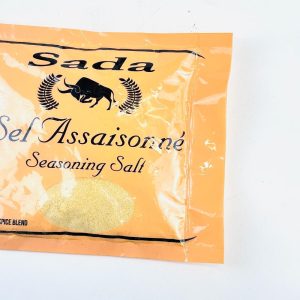 Sada
Sel Assaisonné
Seasoning Salt
SPICE BLEND